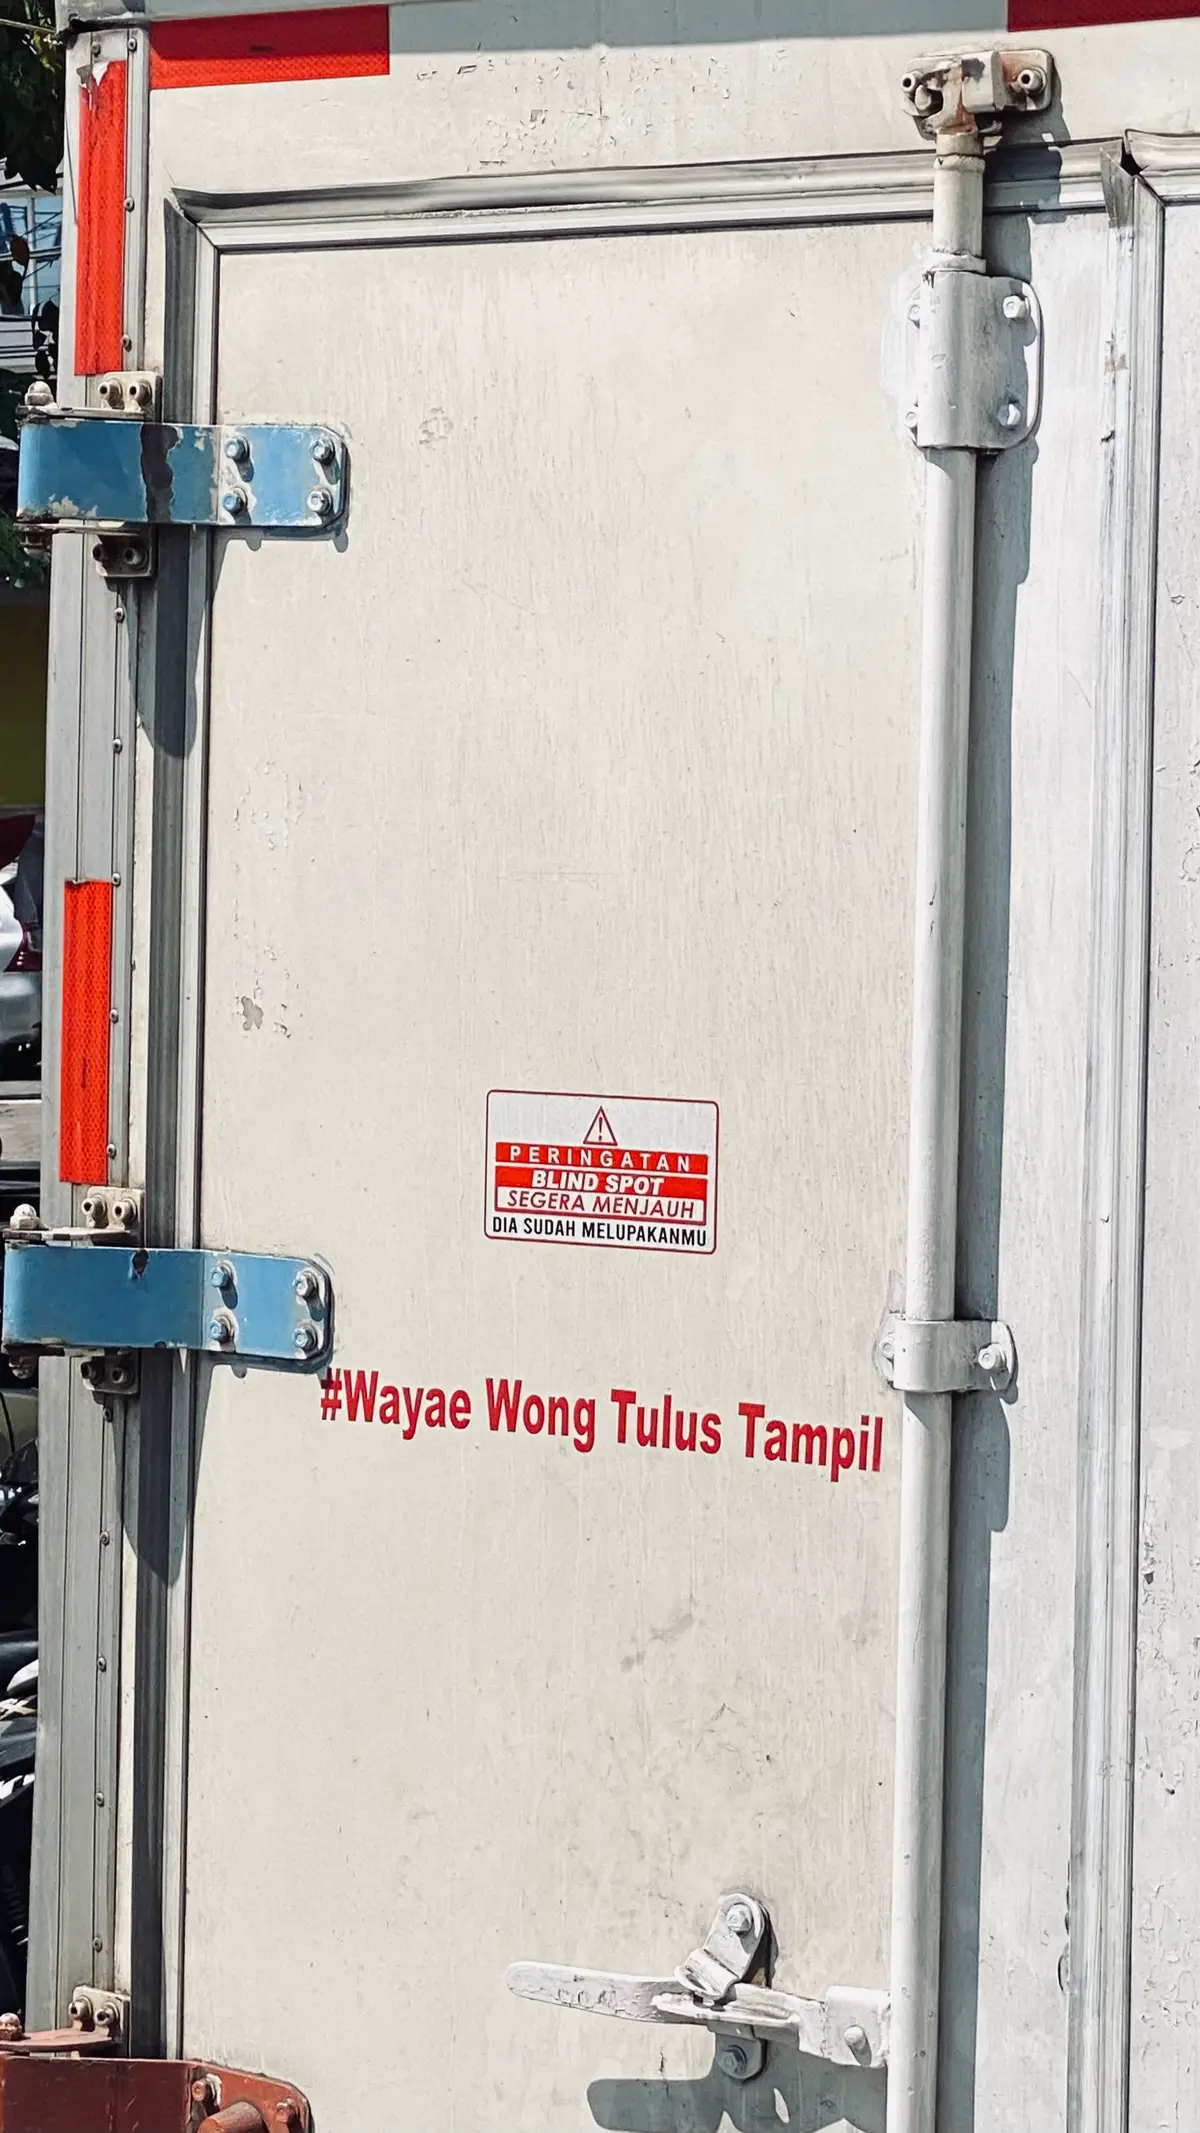 PERINGATAN
BLIND SPOT
SEGERA MENJAUH
DIA SUDAH MELUPAKANMU
#Wayae Wong Tulus Tampil